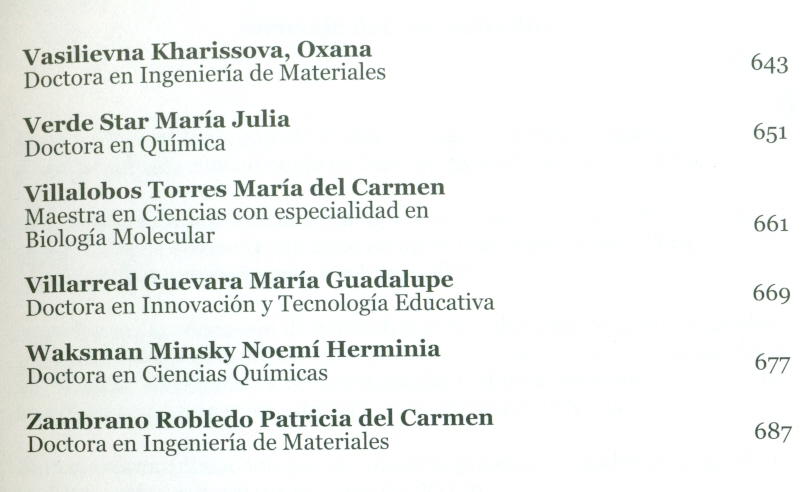 Vasilievna Kharissova, Oxana
Doctora en Ingeniería de Materiales 643
Verde Star María Julia
Doctora en Química 651
Villalobos Torres María del Carmen
Maestra en Ciencias con especialidad en
Biología Molecular 661
Villarreal Guevara María Guadalupe
Doctora en Innovación y Tecnología Educativa 669
Waksman Minsky Noemí Herminia
Doctora en Ciencias Químicas 677
Zambrano Robledo Patricia del Carmen
Doctora en Ingeniería de Materiales 687